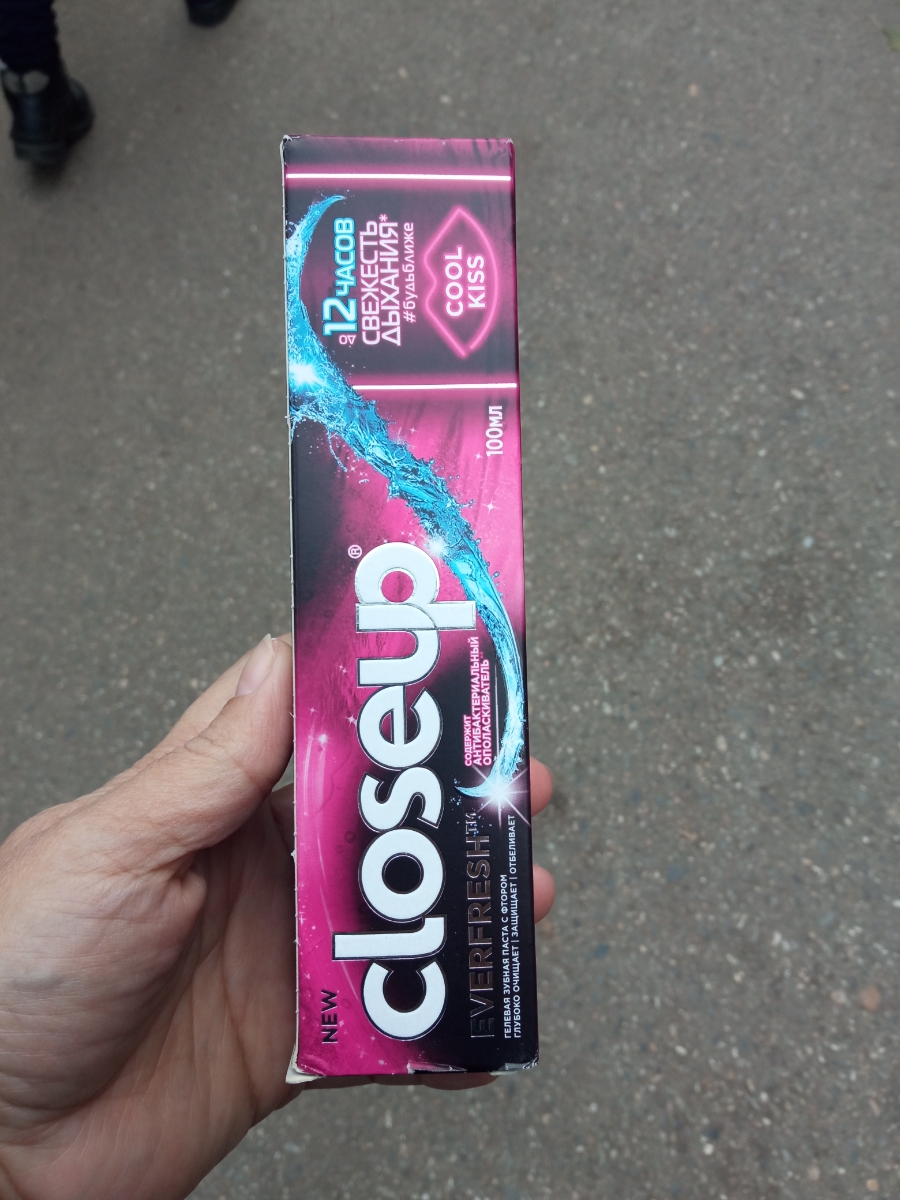 NEW
closeup®
EVERFRESH™
ГЕЛЕВАЯ ЗУБНАЯ ПАСТА С ФТОРОМ
ГЛУБОКО ОЧИЩАЕТ | ЗАЩИЩАЕТ | ОТБЕЛИВАЕТ
СОДЕРЖИТ
АНТИБАКТЕРИАЛЬНЫЙ
ОПОЛАСКИВАТЕЛЬ
100МЛ
ДО 12 ЧАСОВ
СВЕЖЕСТЬ
ДЫХАНИЯ*
#будьближе
COOL
KISS